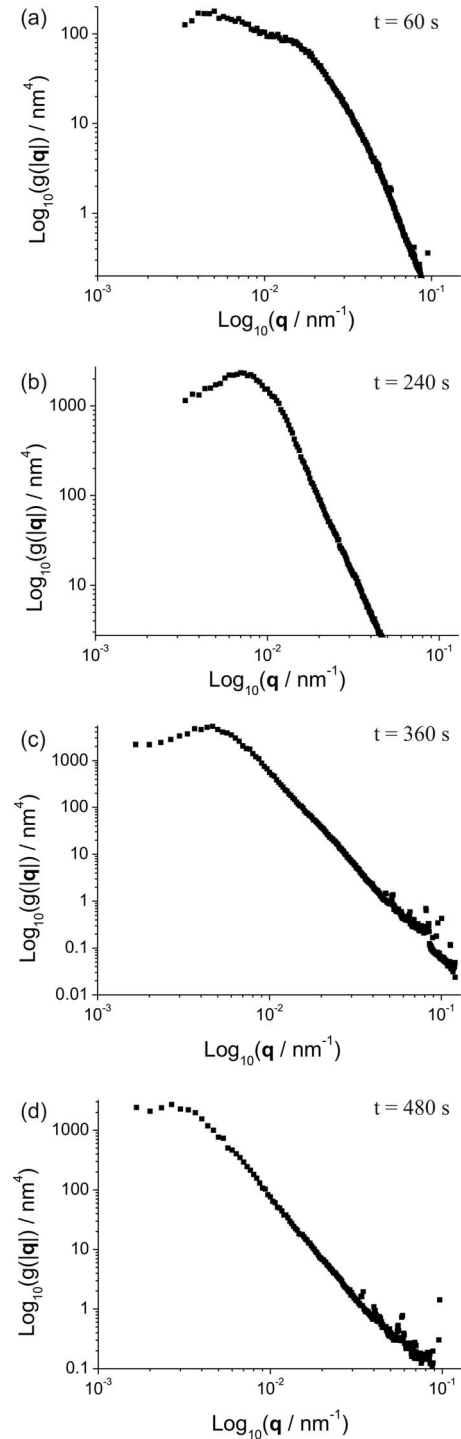 (a)
t = 60 s
100
10
1
10⁻³ 10⁻² 10⁻¹
Log₁₀(g(|q|) / nm⁴)
Log₁₀(q / nm⁻¹)
(b)
t = 240 s
1000
100
10
10⁻³ 10⁻² 10⁻¹
Log₁₀(g(|q|) / nm⁴)
Log₁₀(q / nm⁻¹)
(c)
t = 360 s
1000
100
10
1
0.1
0.01
10⁻³ 10⁻² 10⁻¹
Log₁₀(g(|q|) / nm⁴)
Log₁₀(q / nm⁻¹)
(d)
t = 480 s
1000
100
10
1
0.1
10⁻³ 10⁻² 10⁻¹
Log₁₀(g(|q|) / nm⁴)
Log₁₀(q / nm⁻¹)